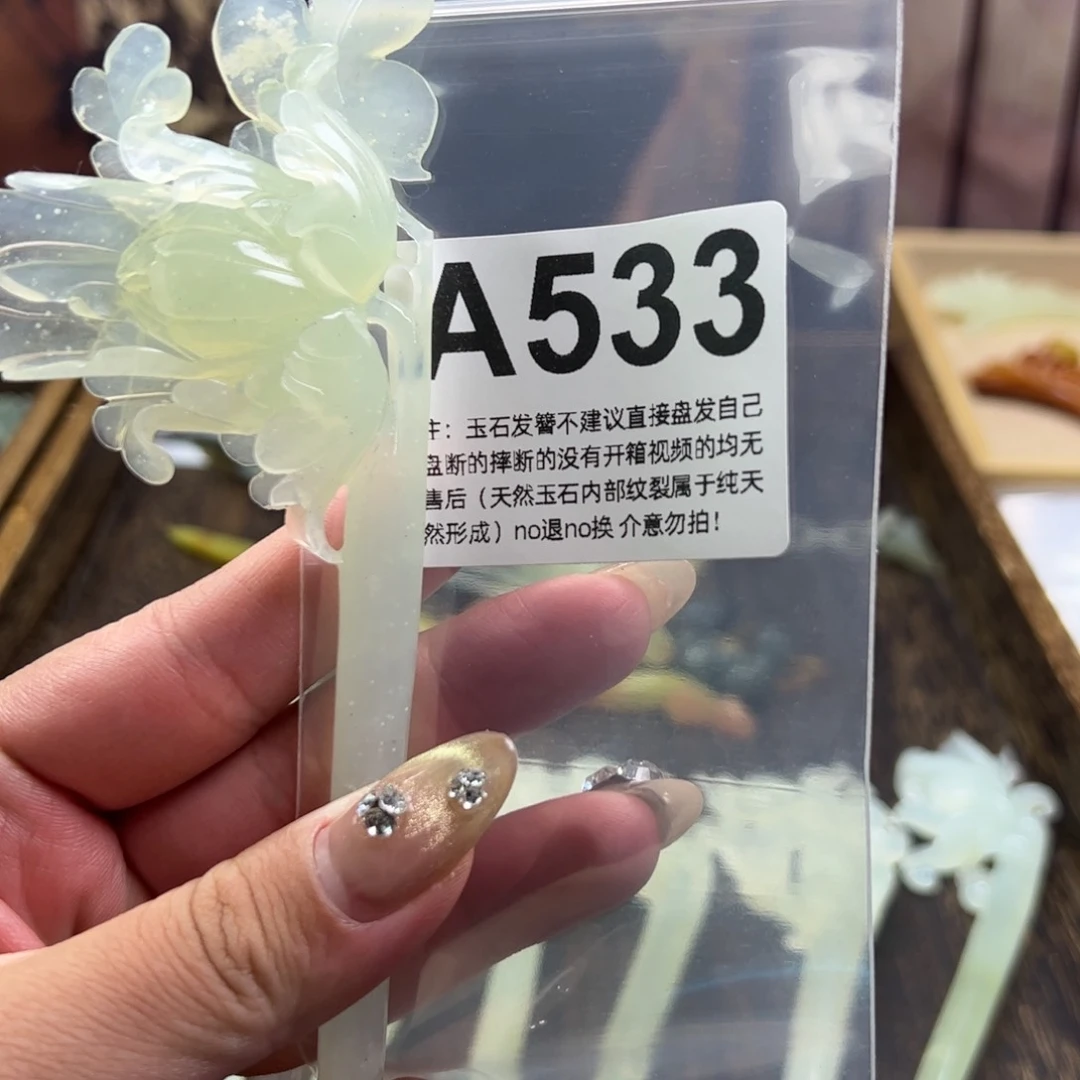 A533
注：玉石发簪不建议直接盘发自己
盘断的摔断的没有开箱视频的均无
售后（天然玉石内部纹裂属于纯天
然形成）no退no换 介意勿拍！